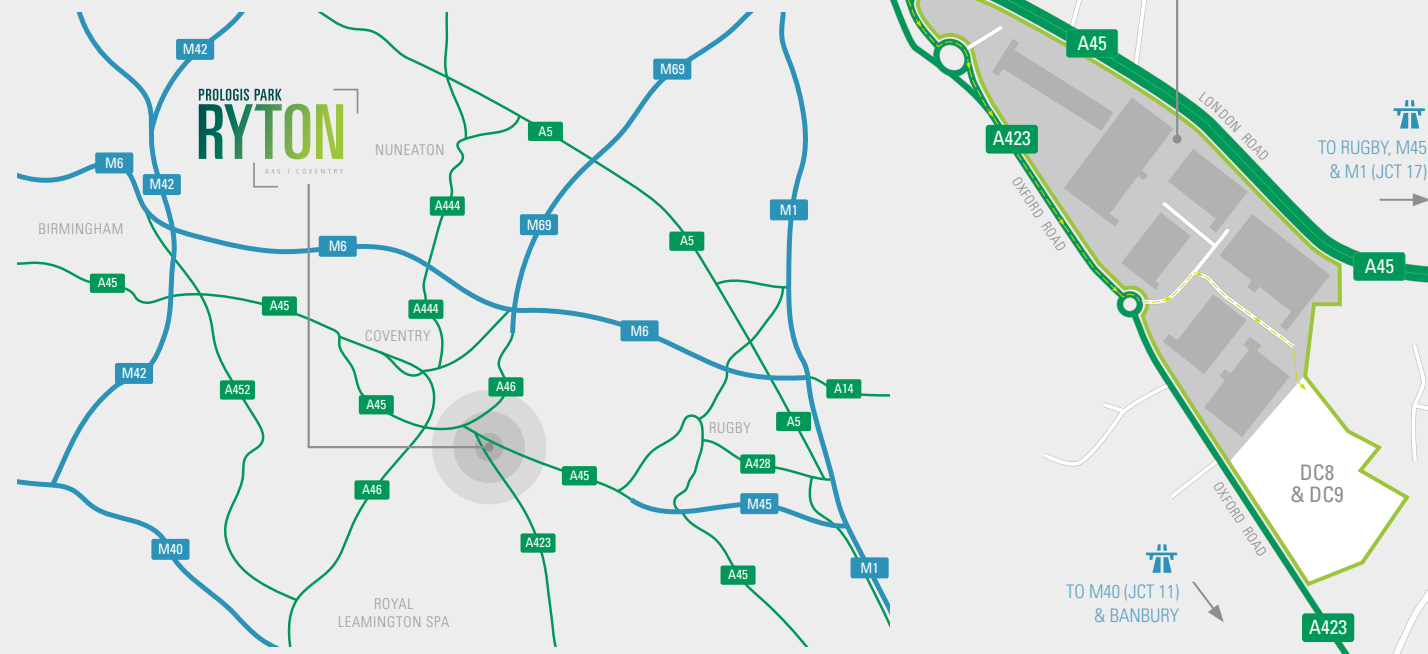 M42
M69
PROLOGIS PARK
RYTON
A45 | COVENTRY
A5
NUNEATON
M6
M42
A444
M1
M69
BIRMINGHAM
M6
A5
A45
A45
A444
COVENTRY
M6
M42
A46
A452
A14
A45
A5
RUGBY
A428
A45
A46
M45
A423
M40
M1
A45
ROYAL
LEAMINGTON SPA
A45
LONDON ROAD
A423
TO RUGBY, M45
& M1 (JCT 17)
OXFORD ROAD
A45
DC8
& DC9
OXFORD ROAD
TO M40 (JCT 11)
& BANBURY
A423